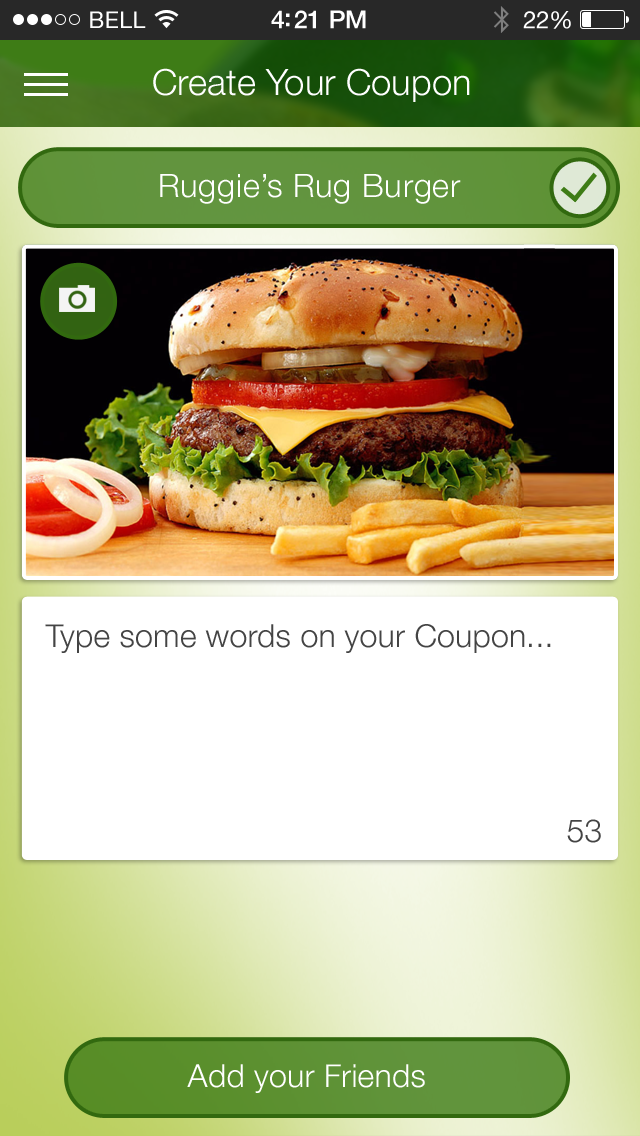 BELL 4:21 PM 22%
Create Your Coupon
Ruggie’s Rug Burger
Type some words on your Coupon...
53
Add your Friends